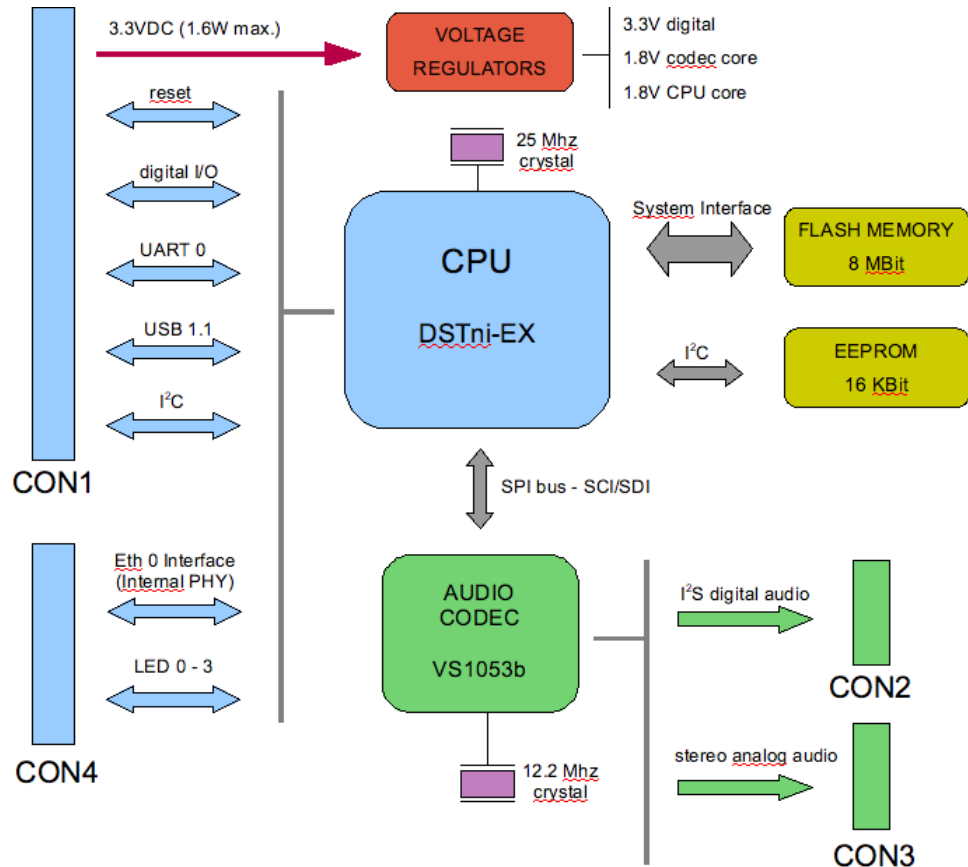 3.3VDC (1.6W max.)
VOLTAGE
REGULATORS
3.3V digital
1.8V codec core
1.8V CPU core
reset
digital I/O
UART 0
USB 1.1
I²C
CON1
25 Mhz
crystal
CPU
DSTni-EX
System Interface
FLASH MEMORY
8 MBit
I²C
EEPROM
16 KBit
SPI bus - SCI/SDI
Eth 0 Interface
(Internal PHY)
LED 0 - 3
CON4
AUDIO
CODEC
VS1053b
12.2 Mhz
crystal
I²S digital audio
CON2
stereo analog audio
CON3